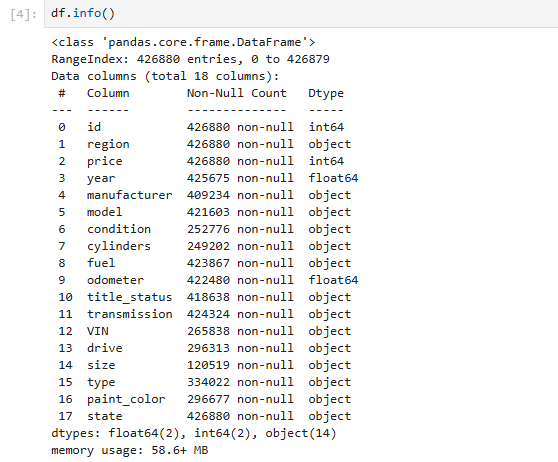 [4]: df.info()
<class 'pandas.core.frame.DataFrame'>
RangeIndex: 426880 entries, 0 to 426879
Data columns (total 18 columns):
 #   Column        Non-Null Count   Dtype
---  ------        --------------   -----
 0   id            426880 non-null  int64
 1   region        426880 non-null  object
 2   price         426880 non-null  int64
 3   year          425675 non-null  float64
 4   manufacturer  409234 non-null  object
 5   model         421603 non-null  object
 6   condition     252776 non-null  object
 7   cylinders     249202 non-null  object
 8   fuel          423867 non-null  object
 9   odometer      422480 non-null  float64
 10  title_status  418638 non-null  object
 11  transmission  424324 non-null  object
 12  VIN           265838 non-null  object
 13  drive         296313 non-null  object
 14  size          120519 non-null  object
 15  type          334022 non-null  object
 16  paint_color   296677 non-null  object
 17  state         426880 non-null  object
dtypes: float64(2), int64(2), object(14)
memory usage: 58.6+ MB